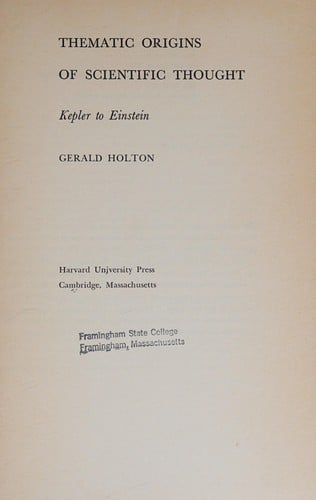 THEMATIC ORIGINS
OF SCIENTIFIC THOUGHT
Kepler to Einstein
GERALD HOLTON
Harvard University Press
Cambridge, Massachusetts
Framingham State College
Framingham, Massachusetts